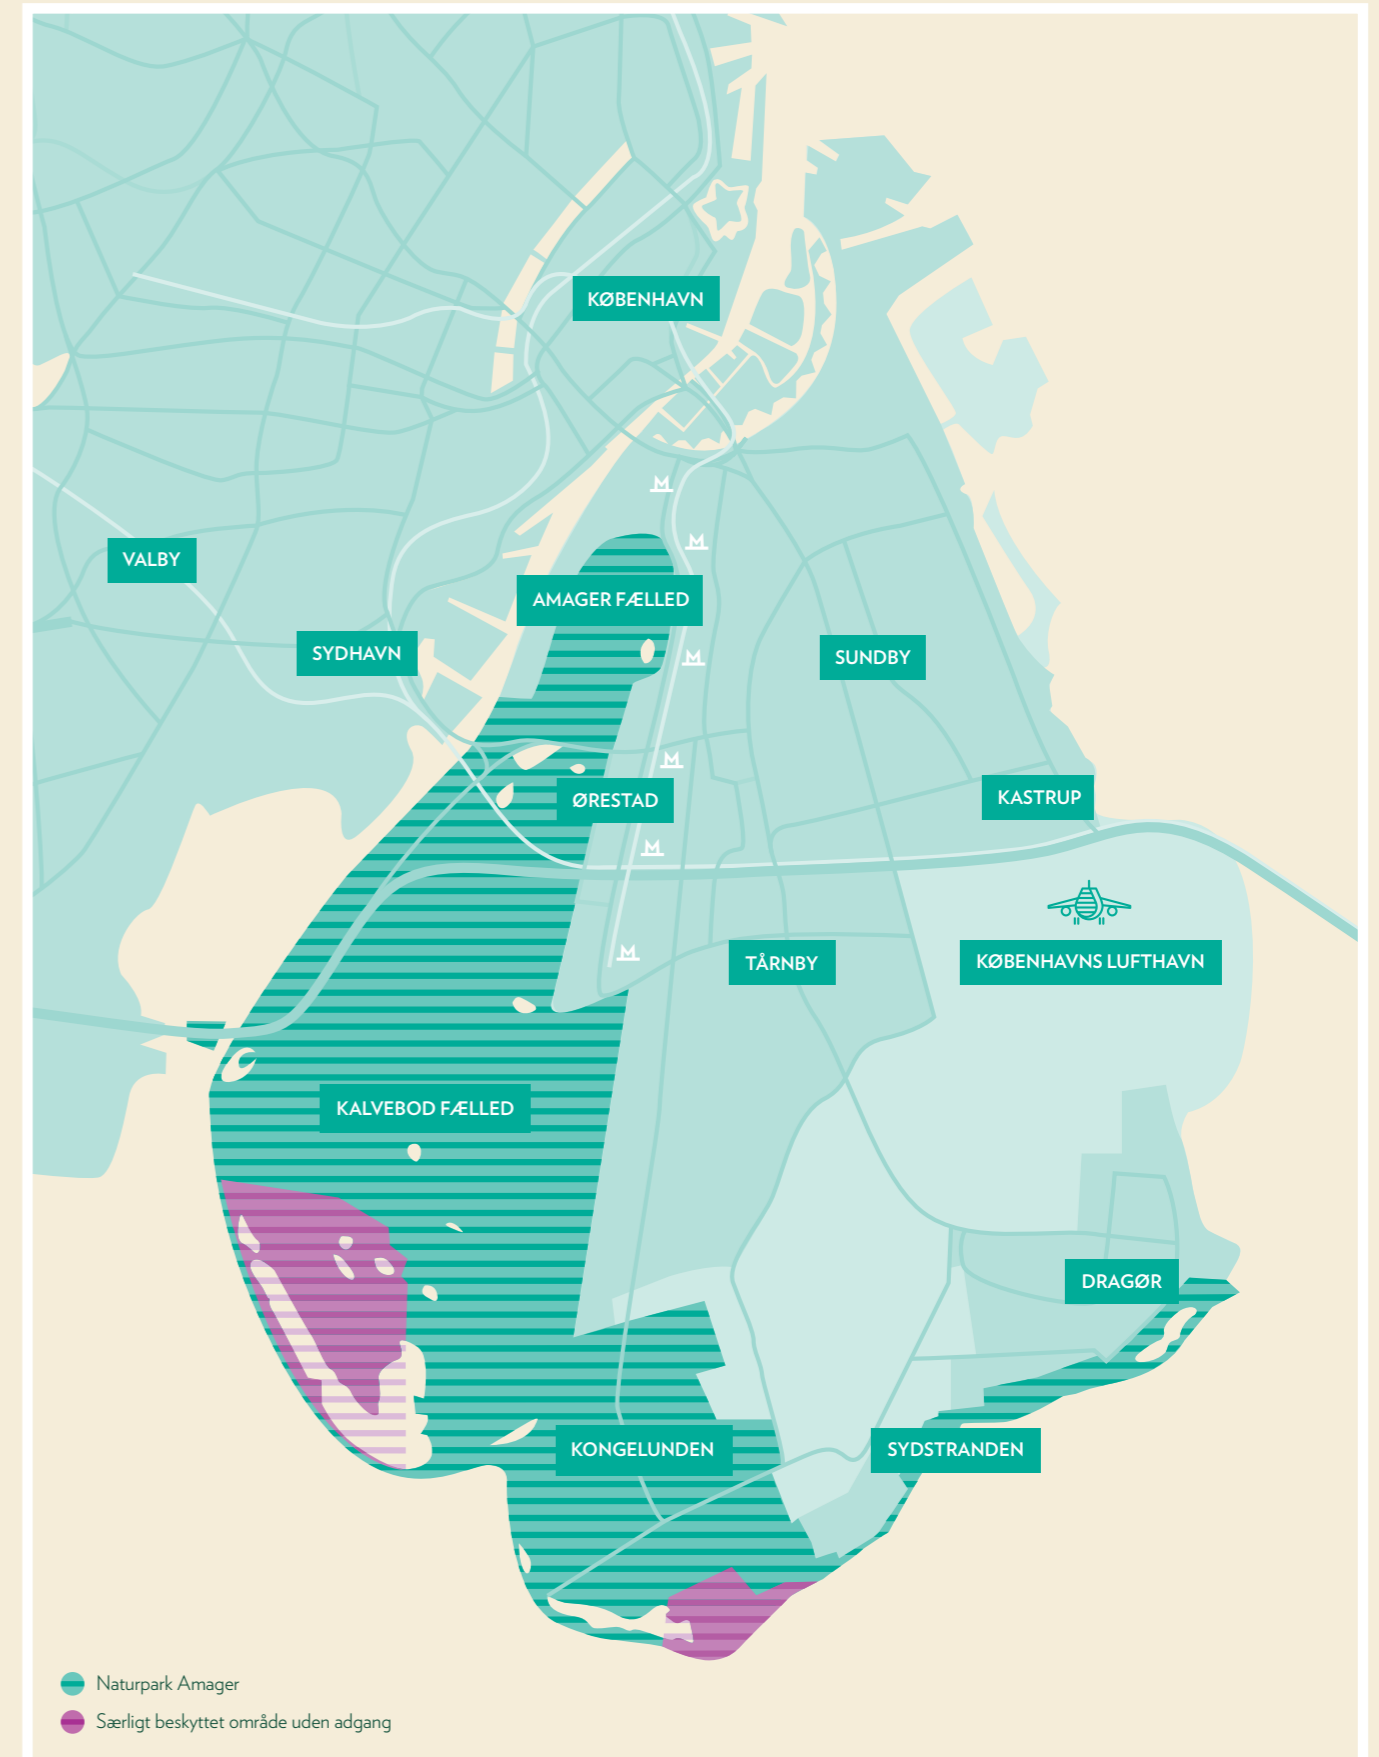 KØBENHAVN
M
M
VALBY
AMAGER FÆLLED
SYDHAVN
M
SUNDBY
M
ØRESTAD
KASTRUP
M
M
TÅRNBY
KØBENHAVNS LUFTHAVN
KALVEBOD FÆLLED
DRAGØR
KONGELUNDEN
SYDSTRANDEN
Naturpark Amager
Særligt beskyttet område uden adgang